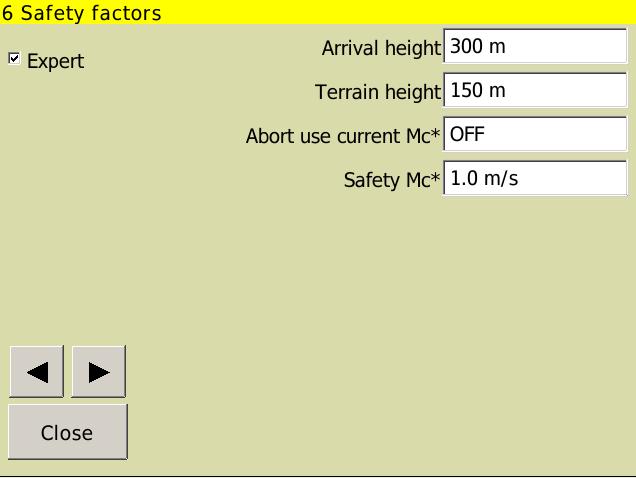 6 Safety factors
Expert
Arrival height 300 m
Terrain height 150 m
Abort use current Mc* OFF
Safety Mc* 1.0 m/s
Close